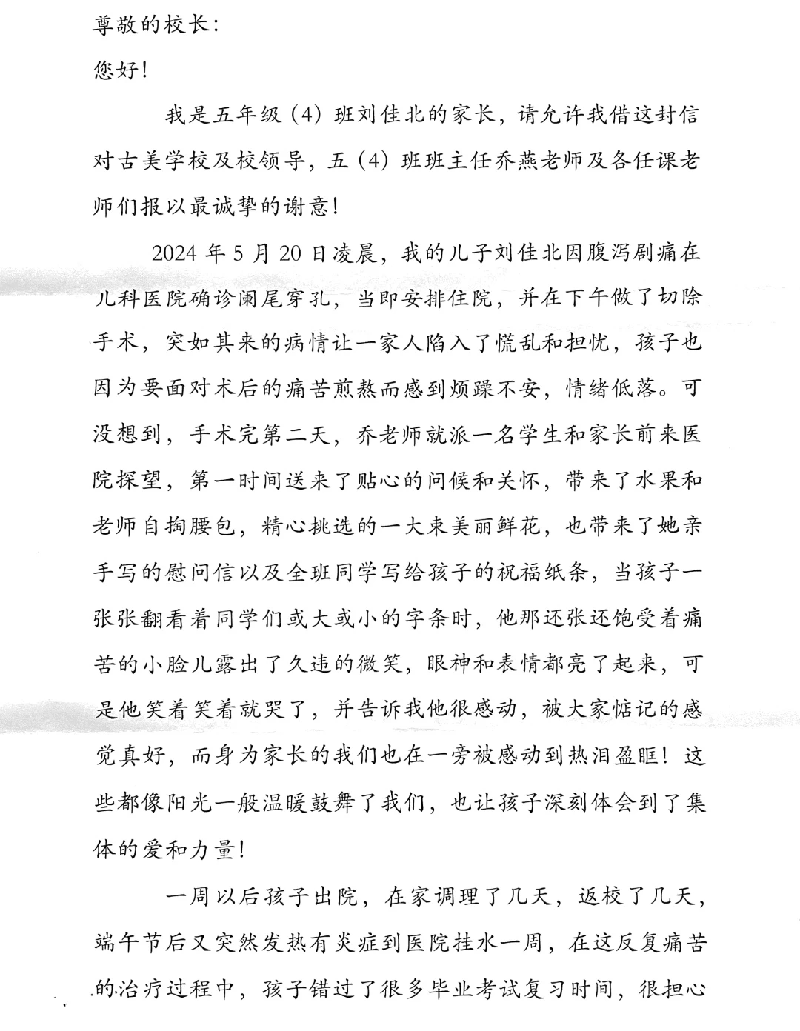 尊敬的校长：
您好！
我是五年级（4）班刘佳北的家长，请允许我借这封信
对古美学校及校领导，五（4）班班主任乔燕老师及各任课老
师们报以最诚挚的谢意！
2024 年 5 月 20 日凌晨，我的儿子刘佳北因腹泻剧痛在
儿科医院确诊阑尾穿孔，当即安排住院，并在下午做了切除
手术，突如其来的病情让一家人陷入了慌乱和担忧，孩子也
因为要面对术后的痛苦煎熬而感到烦躁不安，情绪低落。可
没想到，手术完第二天，乔老师就派一名学生和家长前来医
院探望，第一时间送来了贴心的问候和关怀，带来了水果和
老师自掏腰包，精心挑选的一大束美丽鲜花，也带来了她亲
手写的慰问信以及全班同学写给孩子的祝福纸条，当孩子一
张张翻看着同学们或大或小的字条时，他那还张还饱受着痛
苦的小脸儿露出了久违的微笑，眼神和表情都亮了起来，可
是他笑着笑着就哭了，并告诉我他很感动，被大家惦记的感
觉真好，而身为家长的我们也在一旁被感动到热泪盈眶！这
些都像阳光一般温暖鼓舞了我们，也让孩子深刻体会到了集
体的爱和力量！
一周以后孩子出院，在家调理了几天，返校了几天，
端午节后又突然发热有炎症到医院挂水一周，在这反复痛苦
的治疗过程中，孩子错过了很多毕业考试复习时间，很担心